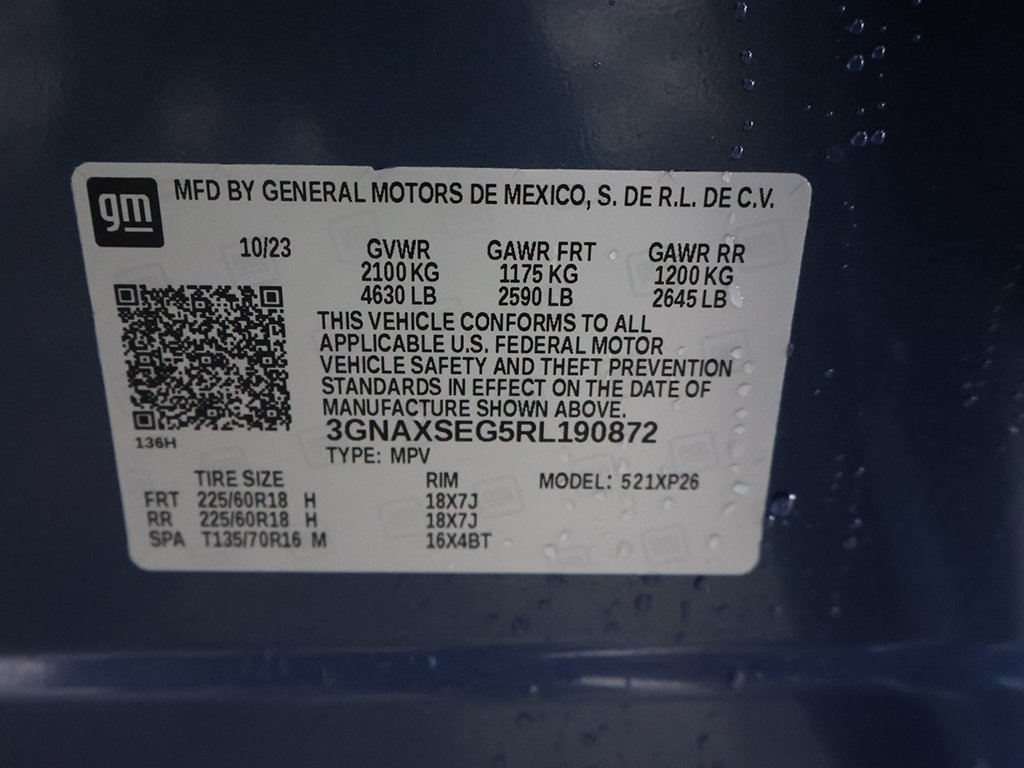 gm
MFD BY GENERAL MOTORS DE MEXICO, S. DE R.L. DE C.V.
10/23 GVWR GAWR FRT GAWR RR
2100 KG 1175 KG 1200 KG
4630 LB 2590 LB 2645 LB
THIS VEHICLE CONFORMS TO ALL
APPLICABLE U.S. FEDERAL MOTOR
VEHICLE SAFETY AND THEFT PREVENTION
STANDARDS IN EFFECT ON THE DATE OF
MANUFACTURE SHOWN ABOVE.
3GNAXSEG5RL190872
136H
TYPE: MPV
TIRE SIZE RIM MODEL: 521XP26
FRT 225/60R18 H 18X7J
RR 225/60R18 H 18X7J
SPA T135/70R16 M 16X4BT